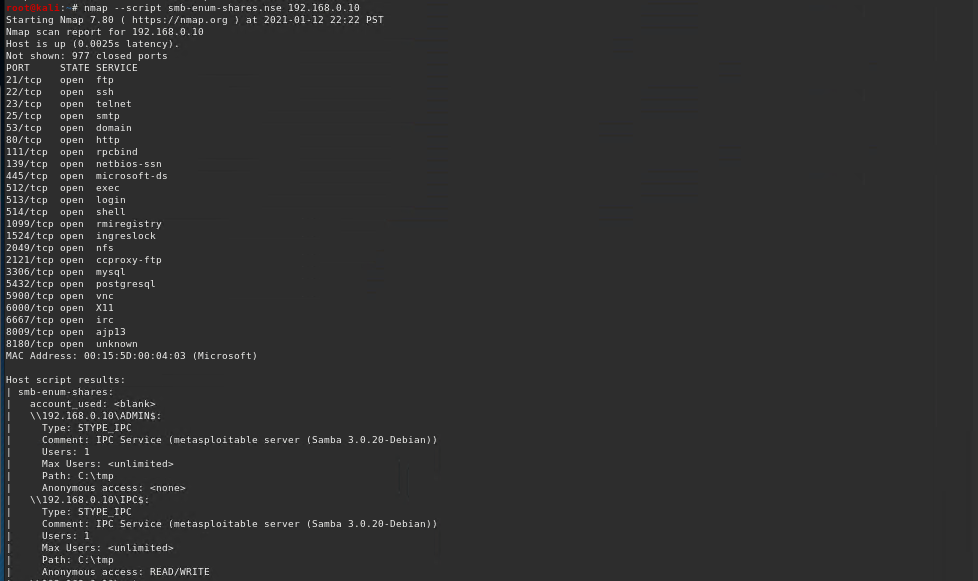 root@kali:~# nmap --script smb-enum-shares.nse 192.168.0.10
Starting Nmap 7.80 ( https://nmap.org ) at 2021-01-12 22:22 PST
Nmap scan report for 192.168.0.10
Host is up (0.0025s latency).
Not shown: 977 closed ports
PORT     STATE SERVICE
21/tcp   open  ftp
22/tcp   open  ssh
23/tcp   open  telnet
25/tcp   open  smtp
53/tcp   open  domain
80/tcp   open  http
111/tcp  open  rpcbind
139/tcp  open  netbios-ssn
445/tcp  open  microsoft-ds
512/tcp  open  exec
513/tcp  open  login
514/tcp  open  shell
1099/tcp open  rmiregistry
1524/tcp open  ingreslock
2049/tcp open  nfs
2121/tcp open  ccproxy-ftp
3306/tcp open  mysql
5432/tcp open  postgresql
5900/tcp open  vnc
6000/tcp open  X11
6667/tcp open  irc
8009/tcp open  ajp13
8180/tcp open  unknown
MAC Address: 00:15:5D:00:04:03 (Microsoft)
Host script results:
| smb-enum-shares:
|   account_used: <blank>
|   \\192.168.0.10\ADMIN$:
|     Type: STYPE_IPC
|     Comment: IPC Service (metasploitable server (Samba 3.0.20-Debian))
|     Users: 1
|     Max Users: <unlimited>
|     Path: C:\tmp
|     Anonymous access: <none>
|   \\192.168.0.10\IPC$:
|     Type: STYPE_IPC
|     Comment: IPC Service (metasploitable server (Samba 3.0.20-Debian))
|     Users: 1
|     Max Users: <unlimited>
|     Path: C:\tmp
|     Anonymous access: READ/WRITE